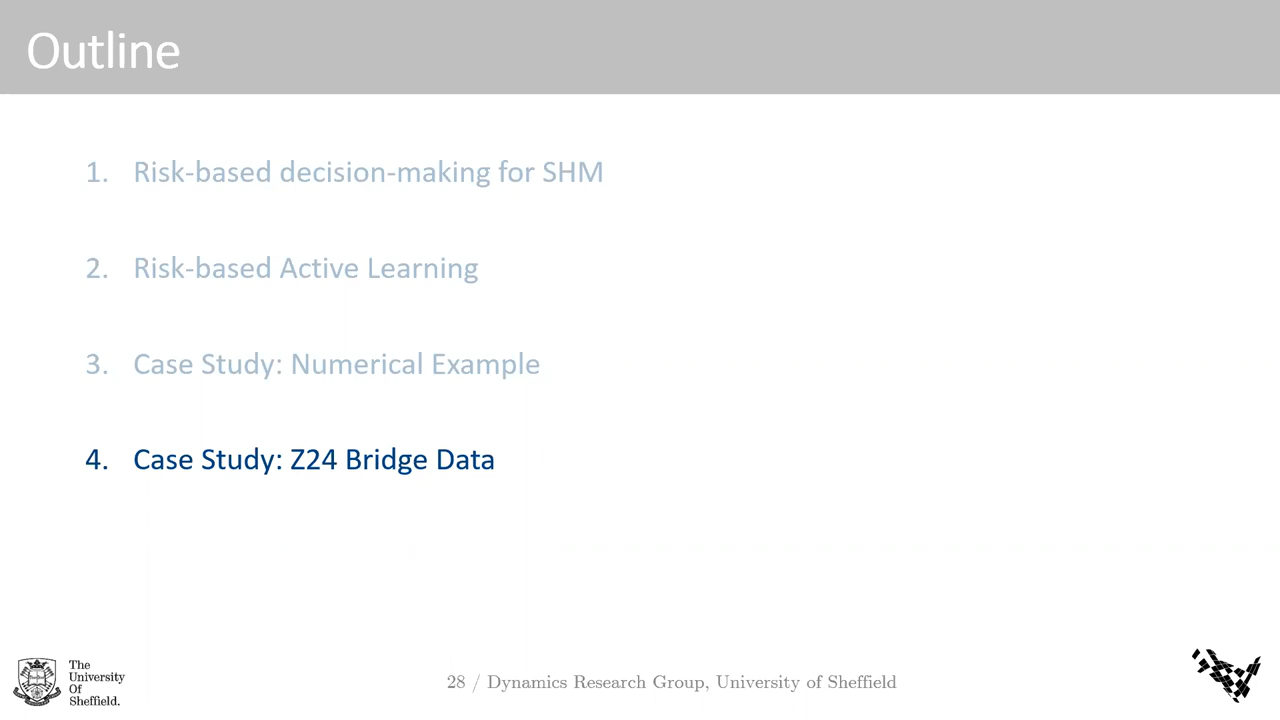 Outline
1. Risk-based decision-making for SHM
2. Risk-based Active Learning
3. Case Study: Numerical Example
4. Case Study: Z24 Bridge Data
The
University
Of
Sheffield.
28 / Dynamics Research Group, University of Sheffield